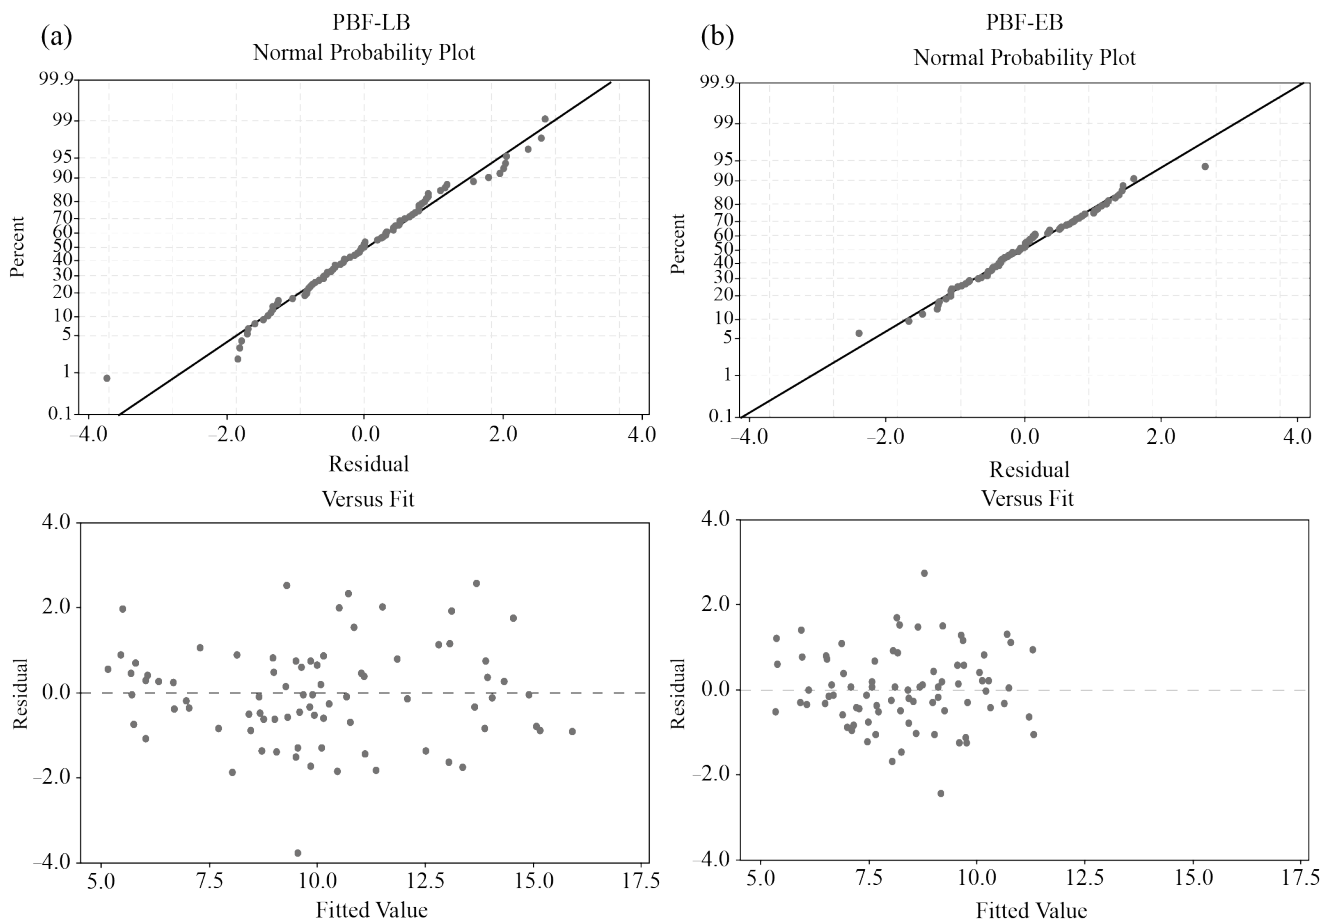 (a)
PBF-LB
Normal Probability Plot
Percent
99.9
99
95
90
80
70
60
50
40
30
20
10
5
1
0.1
–4.0 –2.0 0.0 2.0 4.0
Residual
Versus Fit
Residual
4.0
2.0
0.0
–2.0
–4.0
5.0 7.5 10.0 12.5 15.0 17.5
Fitted Value
(b)
PBF-EB
Normal Probability Plot
Percent
99.9
99
95
90
80
70
60
50
40
30
20
10
5
1
0.1
–4.0 –2.0 0.0 2.0 4.0
Residual
Versus Fit
Residual
4.0
2.0
0.0
–2.0
–4.0
5.0 7.5 10.0 12.5 15.0 17.5
Fitted Value